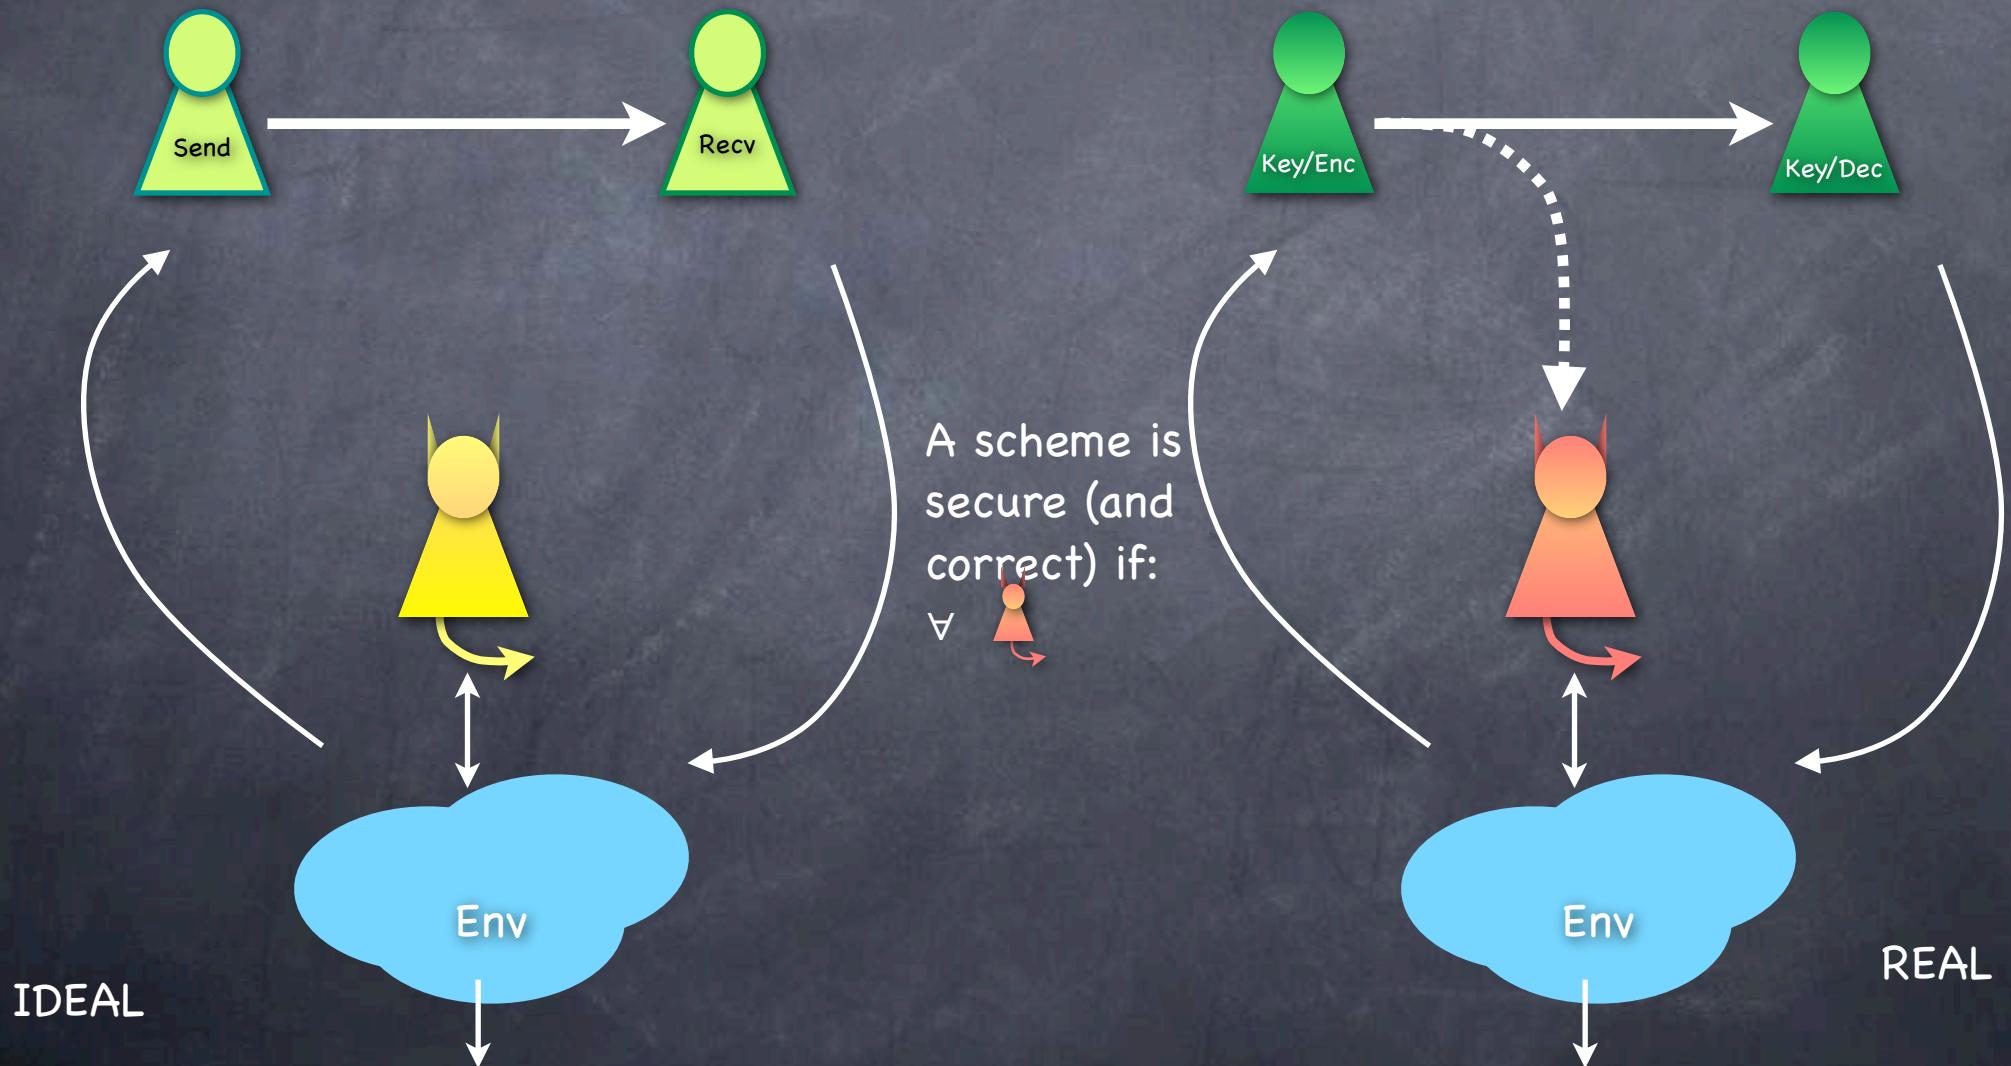 Send
Recv
Key/Enc
Key/Dec
A scheme is
secure (and
correct) if:
∀
Env
Env
IDEAL
REAL